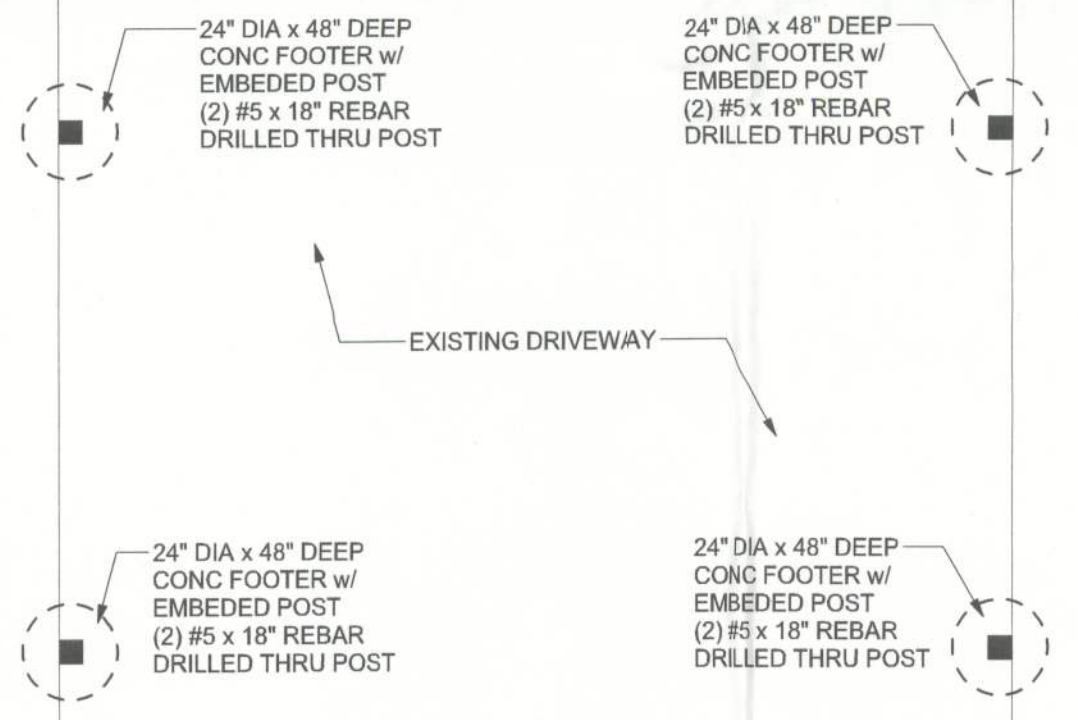 24" DIA x 48" DEEP
CONC FOOTER w/
EMBEDED POST
(2) #5 x 18" REBAR
DRILLED THRU POST
24" DIA x 48" DEEP
CONC FOOTER w/
EMBEDED POST
(2) #5 x 18" REBAR
DRILLED THRU POST
EXISTING DRIVEWAY
24" DIA x 48" DEEP
CONC FOOTER w/
EMBEDED POST
(2) #5 x 18" REBAR
DRILLED THRU POST
24" DIA x 48" DEEP
CONC FOOTER w/
EMBEDED POST
(2) #5 x 18" REBAR
DRILLED THRU POST